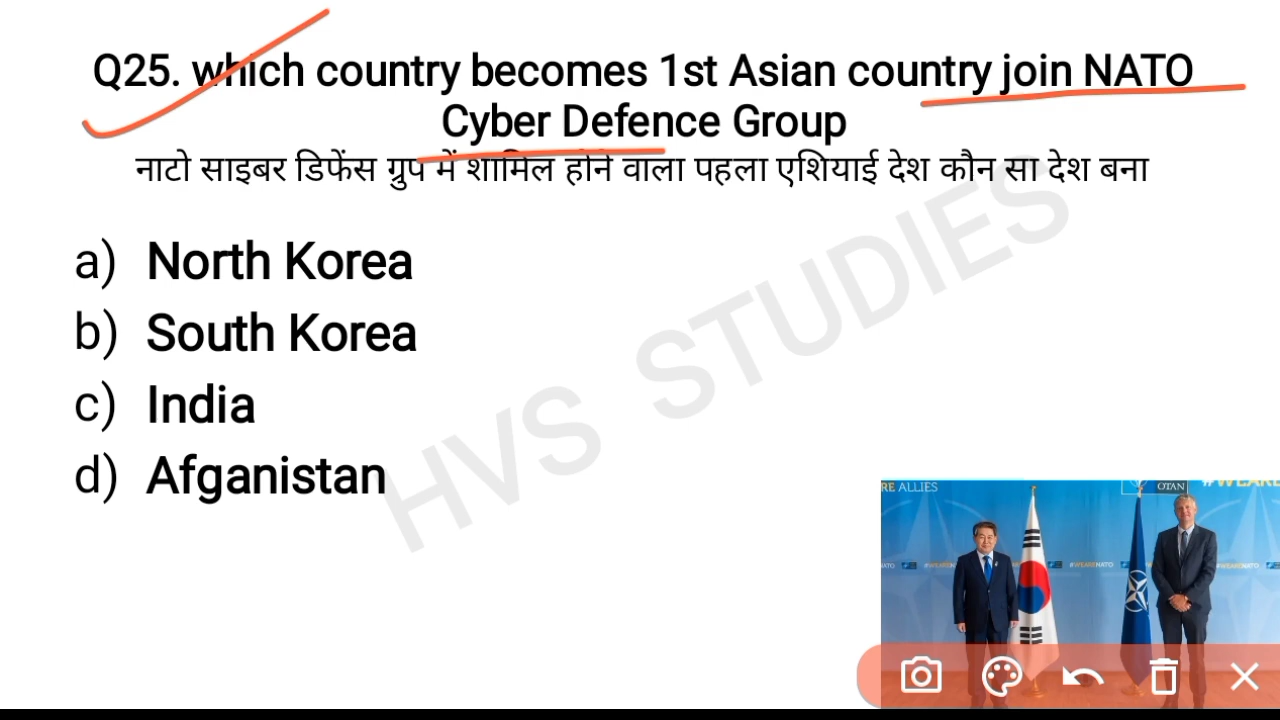 Q25. which country becomes 1st Asian country join NATO
Cyber Defence Group
नाटो साइबर डिफेंस ग्रुप में शामिल होने वाला पहला एशियाई देश कौन सा देश बना
a) North Korea
b) South Korea
c) India
d) Afganistan
HVS STUDIES
RE ALLIES
OTAN
#WEARENATO